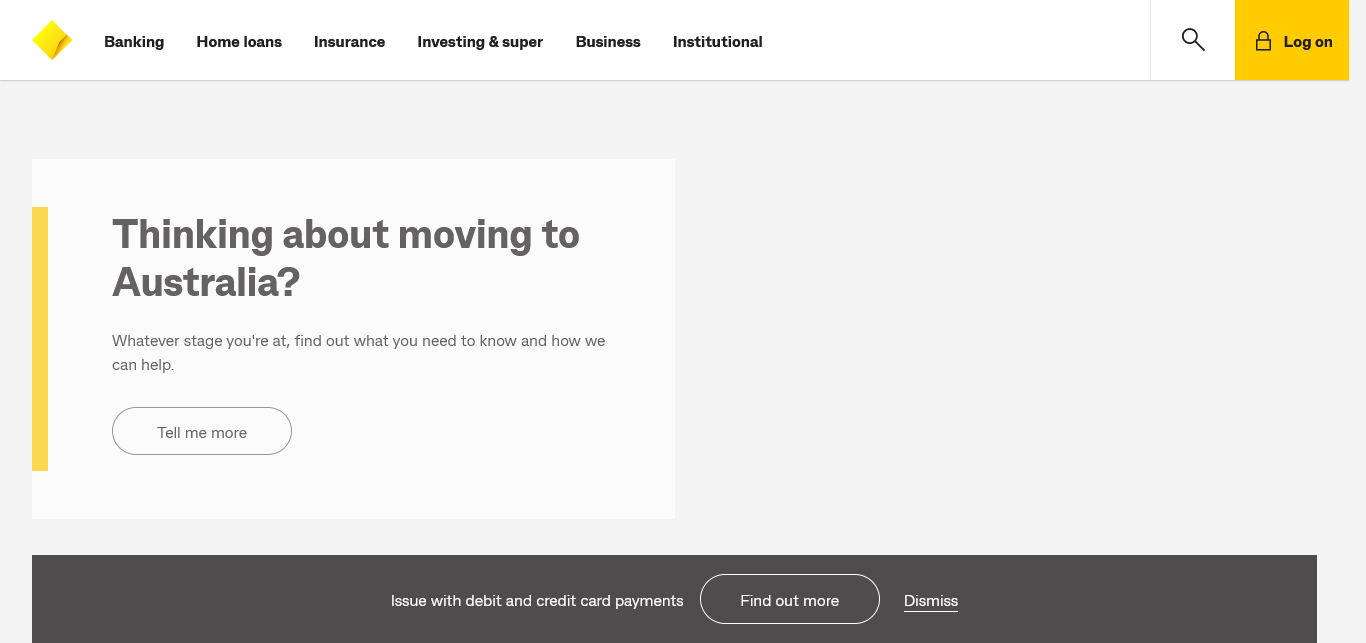 Banking Home loans Insurance Investing & super Business Institutional Log on
Thinking about moving to
Australia?
Whatever stage you're at, find out what you need to know and how we
can help.
Tell me more
Issue with debit and credit card payments Find out more Dismiss